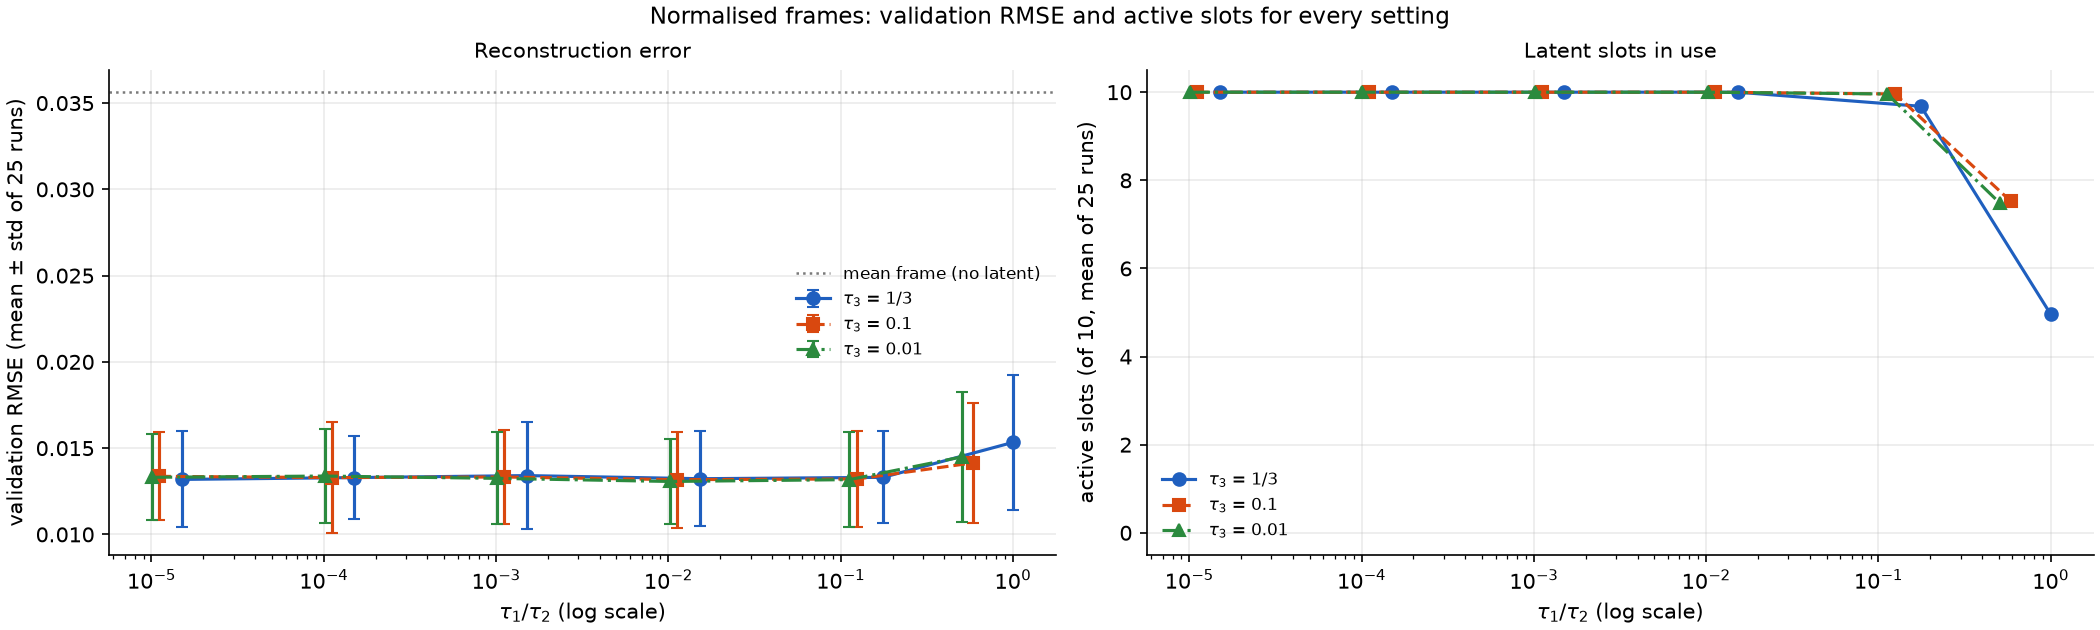 Normalised frames: validation RMSE and active slots for every setting
Reconstruction error
validation RMSE (mean ± std of 25 runs)
0.035
0.030
0.025
0.020
0.015
0.010
mean frame (no latent)
τ₃ = 1/3
τ₃ = 0.1
τ₃ = 0.01
10⁻⁵ 10⁻⁴ 10⁻³ 10⁻² 10⁻¹ 10⁰
τ₁/τ₂ (log scale)
Latent slots in use
active slots (of 10, mean of 25 runs)
10
8
6
4
2
0
τ₃ = 1/3
τ₃ = 0.1
τ₃ = 0.01
10⁻⁵ 10⁻⁴ 10⁻³ 10⁻² 10⁻¹ 10⁰
τ₁/τ₂ (log scale)